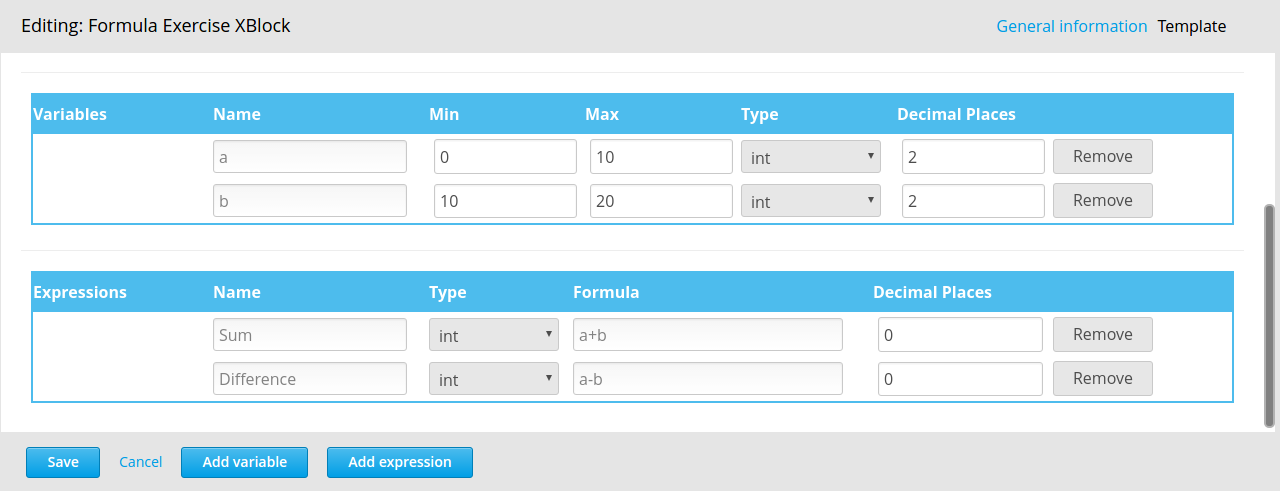 Editing: Formula Exercise XBlock General information Template
Variables Name Min Max Type Decimal Places
a 0 10 int 2 Remove
b 10 20 int 2 Remove
Expressions Name Type Formula Decimal Places
Sum int a+b 0 Remove
Difference int a-b 0 Remove
Save Cancel Add variable Add expression